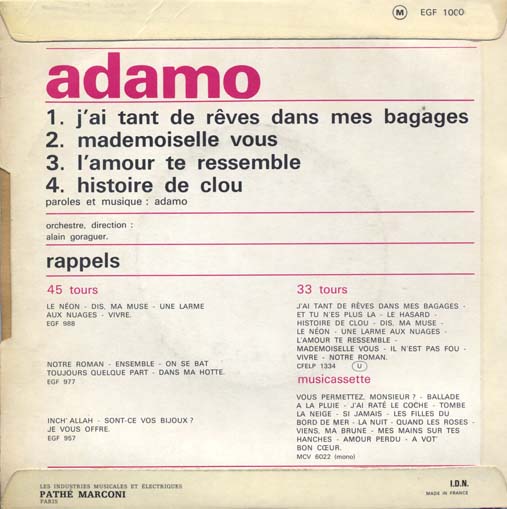 M EGF 1000
adamo
1. j'ai tant de rêves dans mes bagages
2. mademoiselle vous
3. l'amour te ressemble
4. histoire de clou
paroles et musique : adamo
orchestre, direction :
alain goraguer.
rappels
45 tours
LE NÉON - DIS, MA MUSE - UNE LARME
AUX NUAGES - VIVRE.
EGF 988
NOTRE ROMAN - ENSEMBLE - ON SE BAT
TOUJOURS QUELQUE PART - DANS MA HOTTE.
EGF 977
INCH' ALLAH - SONT-CE VOS BIJOUX ?
JE VOUS OFFRE.
EGF 957
33 tours
J'AI TANT DE RÊVES DANS MES BAGAGES -
ET TU N'ES PLUS LA - LE HASARD -
HISTOIRE DE CLOU - DIS, MA MUSE -
LE NÉON - UNE LARME AUX NUAGES -
L'AMOUR TE RESSEMBLE -
MADEMOISELLE VOUS - IL N'EST PAS FOU -
VIVRE - NOTRE ROMAN.
CFELP 1334 U
musicassette
VOUS PERMETTEZ, MONSIEUR ? - BALLADE
A LA PLUIE - J'AI RATÉ LE COCHE - TOMBE
LA NEIGE - SI JAMAIS - LES FILLES DU
BORD DE MER - LA NUIT - QUAND LES ROSES -
VIENS, MA BRUNE - MES MAINS SUR TES
HANCHES - AMOUR PERDU - A VOT'
BON CŒUR.
MCV 6022 (mono)
LES INDUSTRIES MUSICALES ET ÉLECTRIQUES
PATHÉ MARCONI
PARIS
I.D.N.
MADE IN FRANCE